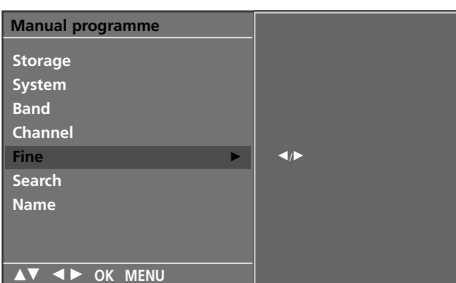 Manual programme
Storage
System
Band
Channel
Fine ► ◄/►
Search
Name
▲▼ ◄► OK MENU